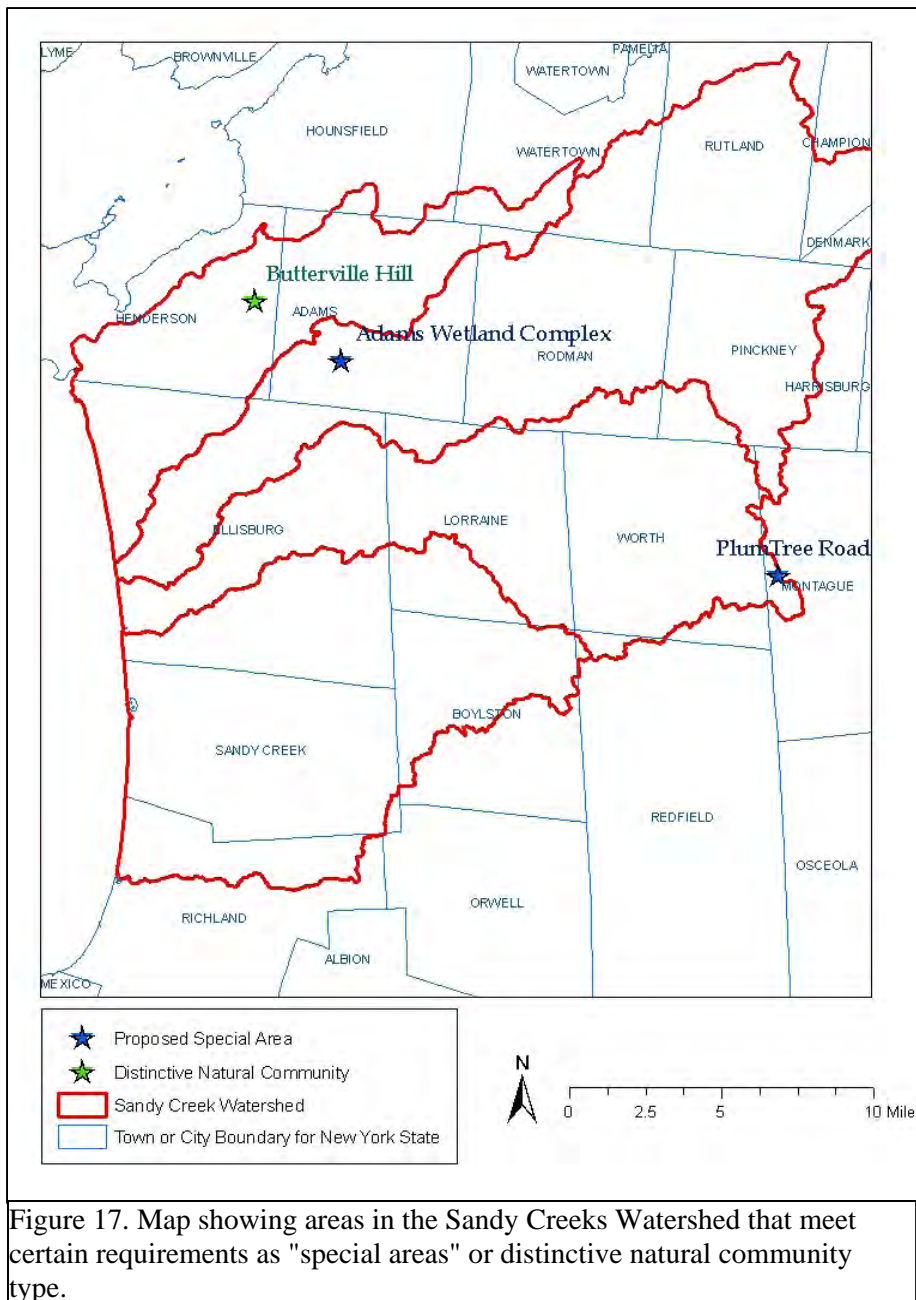 LYME
BROWNVILLE
PAMELIA
WATERTOWN
HOUNSFIELD
WATERTOWN
RUTLAND
CHAMPION
DENMARK
Butterville Hill
HENDERSON
ADAMS
Adams Wetland Complex
RODMAN
PINCKNEY
HARRISBURG
ELLISBURG
LORRAINE
WORTH
PlumTree Road
MONTAGUE
BOYLSTON
SANDY CREEK
REDFIELD
OSCEOLA
RICHLAND
ORWELL
ALBION
MEXICO
Proposed Special Area
Distinctive Natural Community
Sandy Creek Watershed
Town or City Boundary for New York State
N
0 2.5 5 10 Mile
Figure 17. Map showing areas in the Sandy Creeks Watershed that meet
certain requirements as "special areas" or distinctive natural community
type.